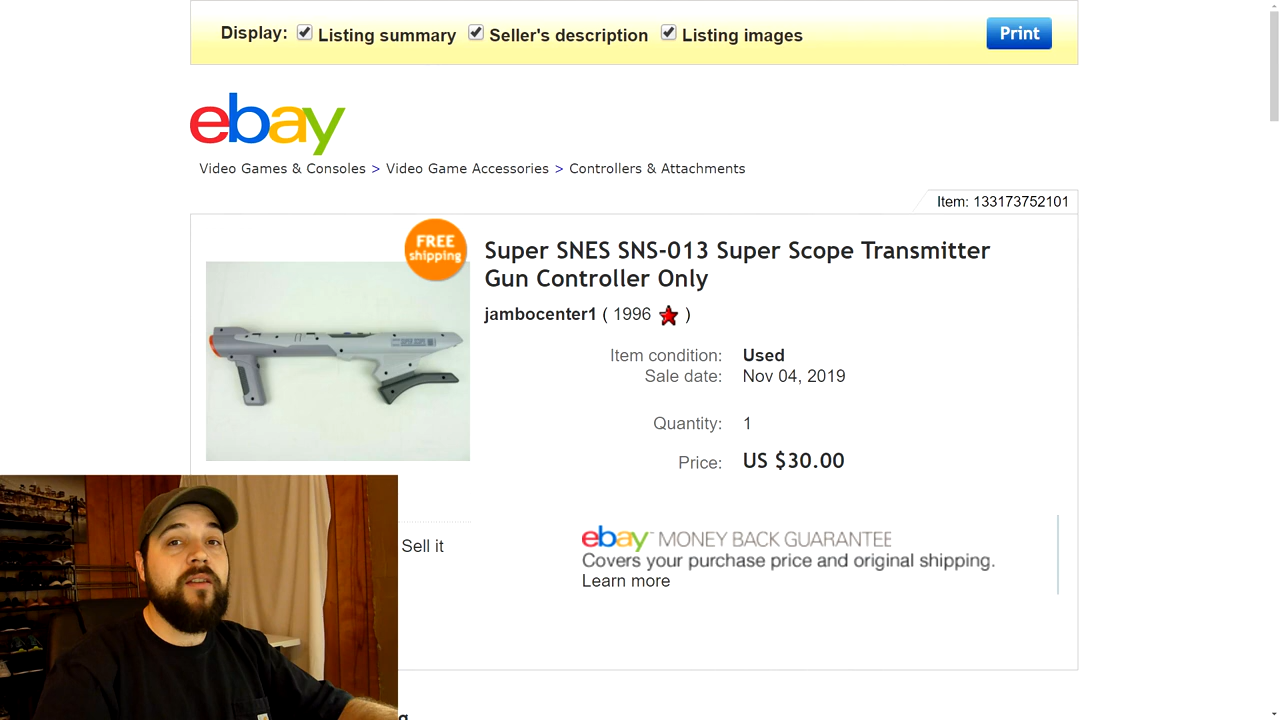 Display: Listing summary Seller's description Listing images Print
ebay
Video Games & Consoles > Video Game Accessories > Controllers & Attachments
Item: 133173752101
FREE
shipping
Super SNES SNS-013 Super Scope Transmitter
Gun Controller Only
jambocenter1 ( 1996 )
Item condition: Used
Sale date: Nov 04, 2019
Quantity: 1
Price: US $30.00
Sell it
ebay™ MONEY BACK GUARANTEE
Covers your purchase price and original shipping.
Learn more